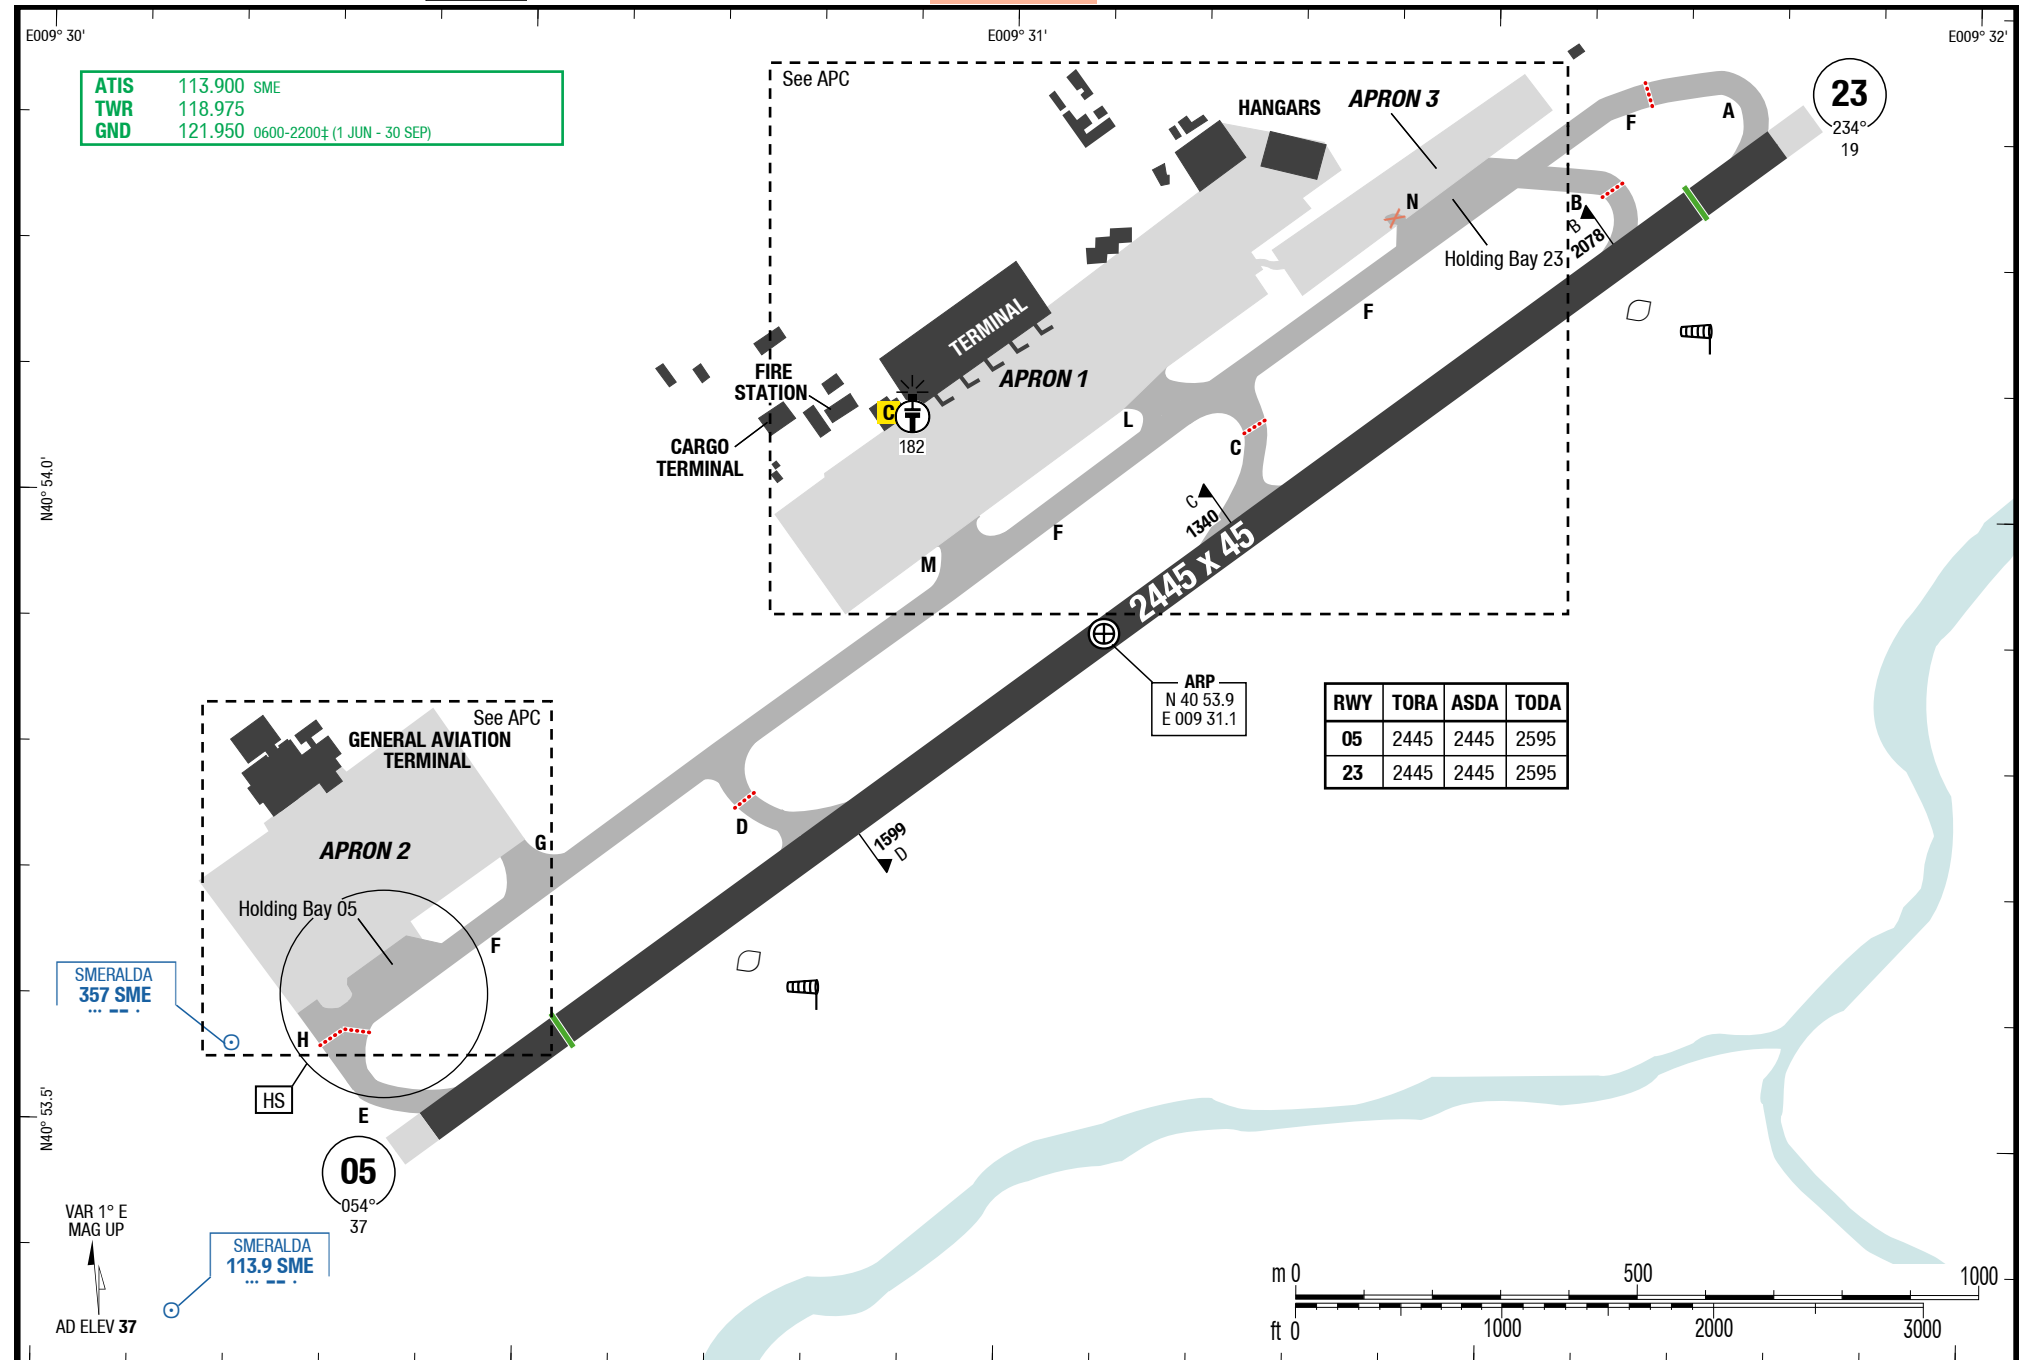 E009° 30'
E009° 31'
E009° 32'
ATIS 113.900 SME
TWR 118.975
GND 121.950 0600-2200‡ (1 JUN - 30 SEP)
See APC
HANGARS
APRON 3
F
A
23
234°
19
N
B
B
2078
Holding Bay 23
F
TERMINAL
APRON 1
FIRE
STATION
C
182
CARGO
TERMINAL
L
C
C
1340
F
M
2445 x 45
N40° 54.0'
ARP
N 40 53.9
E 009 31.1
RWY TORA ASDA TODA
05 2445 2445 2595
23 2445 2445 2595
See APC
GENERAL AVIATION
TERMINAL
APRON 2
G
D
1599
D
Holding Bay 05
F
SMERALDA
357 SME
H
HS
E
N40° 53.5'
05
054°
37
VAR 1° E
MAG UP
AD ELEV 37
SMERALDA
113.9 SME
m 0 500 1000
ft 0 1000 2000 3000